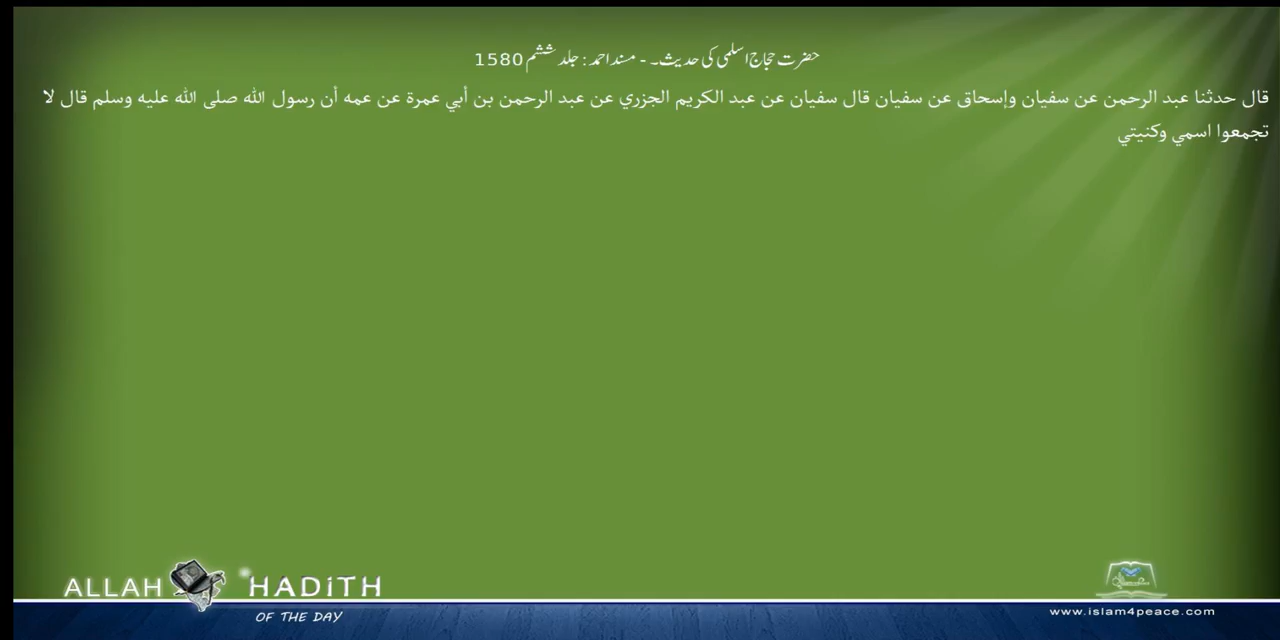 حضرت حجاج اسلمی کی حدیث۔ - مسند احمد : جلد ششم 1580
قال حدثنا عبد الرحمن عن سفيان وإسحاق عن سفيان قال سفيان عن عبد الكريم الجزري عن عبد الرحمن بن أبي عمرة عن عمه أن رسول الله صلى الله عليه وسلم قال لا
تجمعوا اسمي وكنيتي
ALLAH HADITH
OF THE DAY
www.islam4peace.com